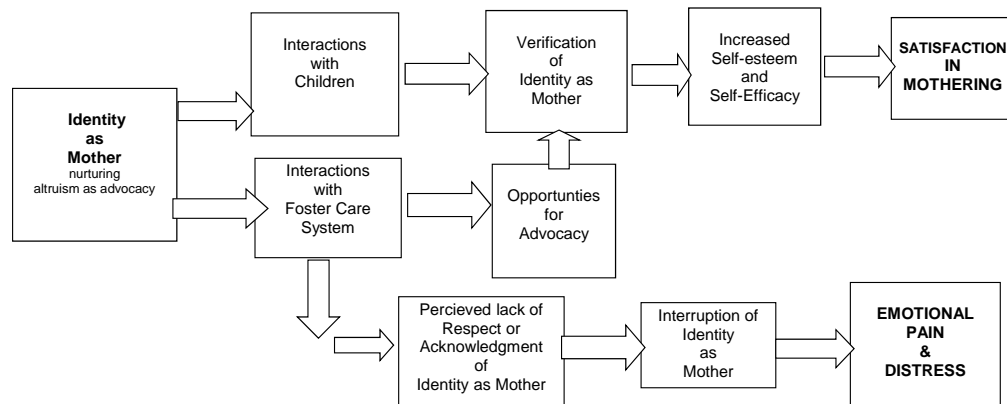 Identity
as
Mother
nurturing
altruism as advocacy
Interactions
with
Children
Verification
of
Identity as
Mother
Increased
Self-esteem
and
Self-Efficacy
SATISFACTION
IN
MOTHERING
Interactions
with
Foster Care
System
Opportunties
for
Advocacy
Percieved lack of
Respect or
Acknowledgment
of
Identity as Mother
Interruption of
Identity
as
Mother
EMOTIONAL
PAIN
&
DISTRESS